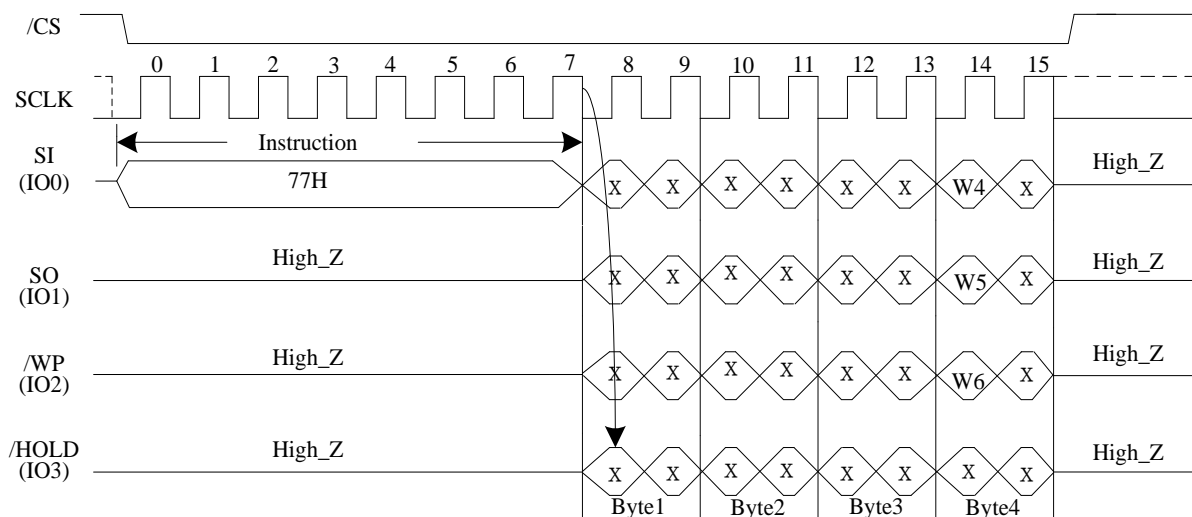 /CS
0 1 2 3 4 5 6 7 8 9 10 11 12 13 14 15
SCLK
Instruction
SI
(IO0)
77H
X X X X X X W4 X
High_Z
SO
(IO1)
High_Z
X X X X X X W5 X
High_Z
/WP
(IO2)
High_Z
X X X X X X W6 X
High_Z
/HOLD
(IO3)
High_Z
X X X X X X X X
High_Z
Byte1 Byte2 Byte3 Byte4